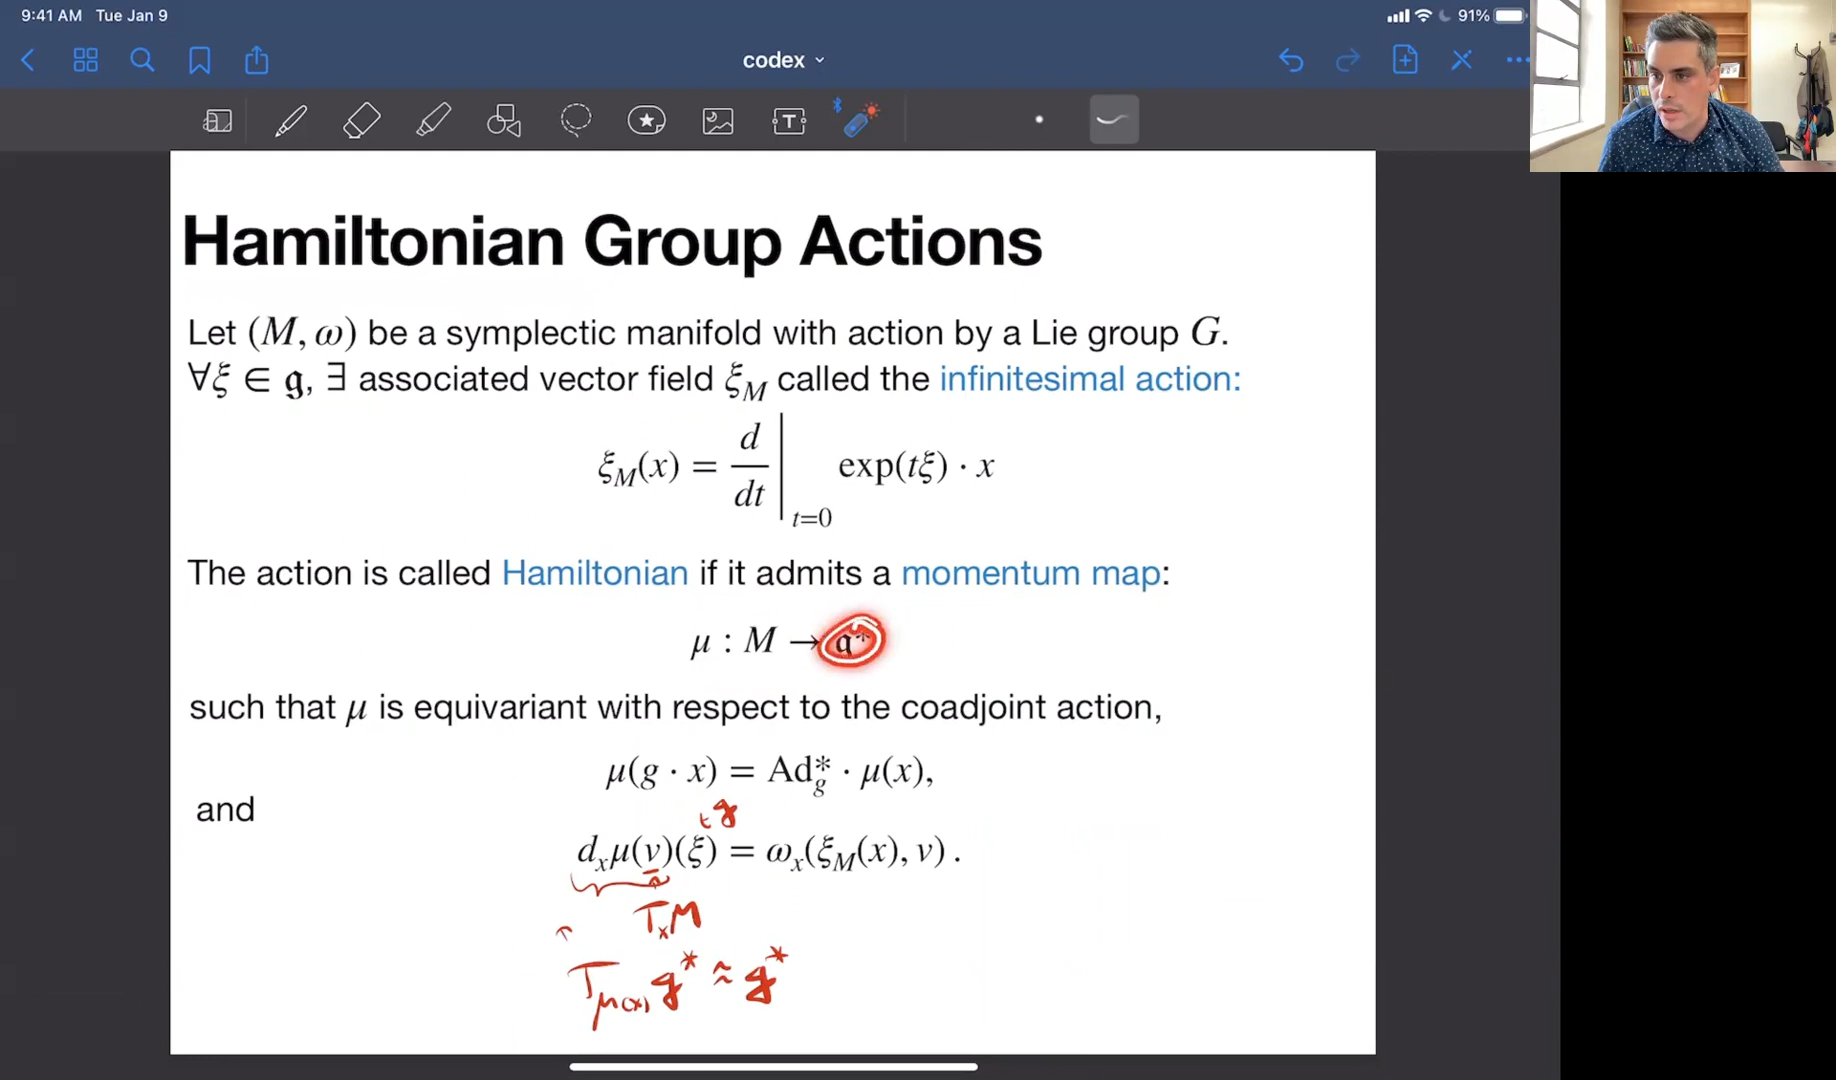 9:41 AM Tue Jan 9
91%
codex
T
Hamiltonian Group Actions
Let (M, ω) be a symplectic manifold with action by a Lie group G.
∀ξ ∈ 𝔤, ∃ associated vector field ξ_M called the infinitesimal action:
ξ_M(x) = d/dt |_{t=0} exp(tξ) · x
The action is called Hamiltonian if it admits a momentum map:
μ : M → 𝔤*
such that μ is equivariant with respect to the coadjoint action,
μ(g · x) = Ad*_g · μ(x),
and
∈ 𝔤
d_xμ(v)(ξ) = ω_x(ξ_M(x), v) .
T_xM
T_{μ(x)} 𝔤* ≈ 𝔤*